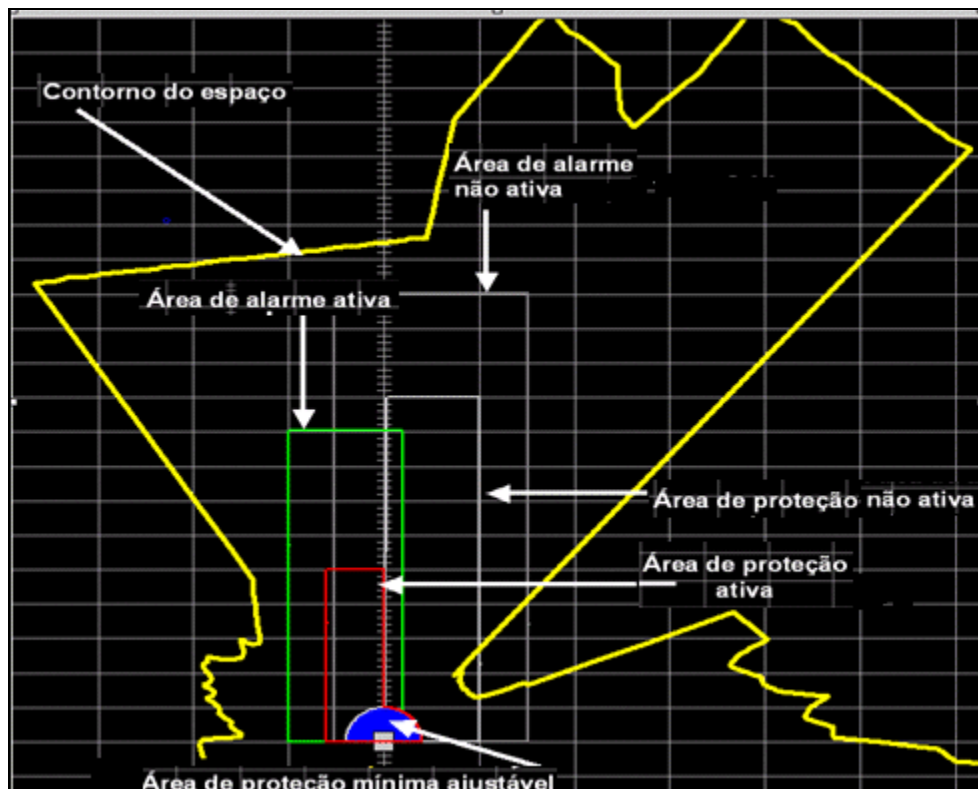 Contorno do espaço
Área de alarme
não ativa
Área de alarme ativa
Área de proteção não ativa
Área de proteção
ativa
Área de proteção mínima ajustável